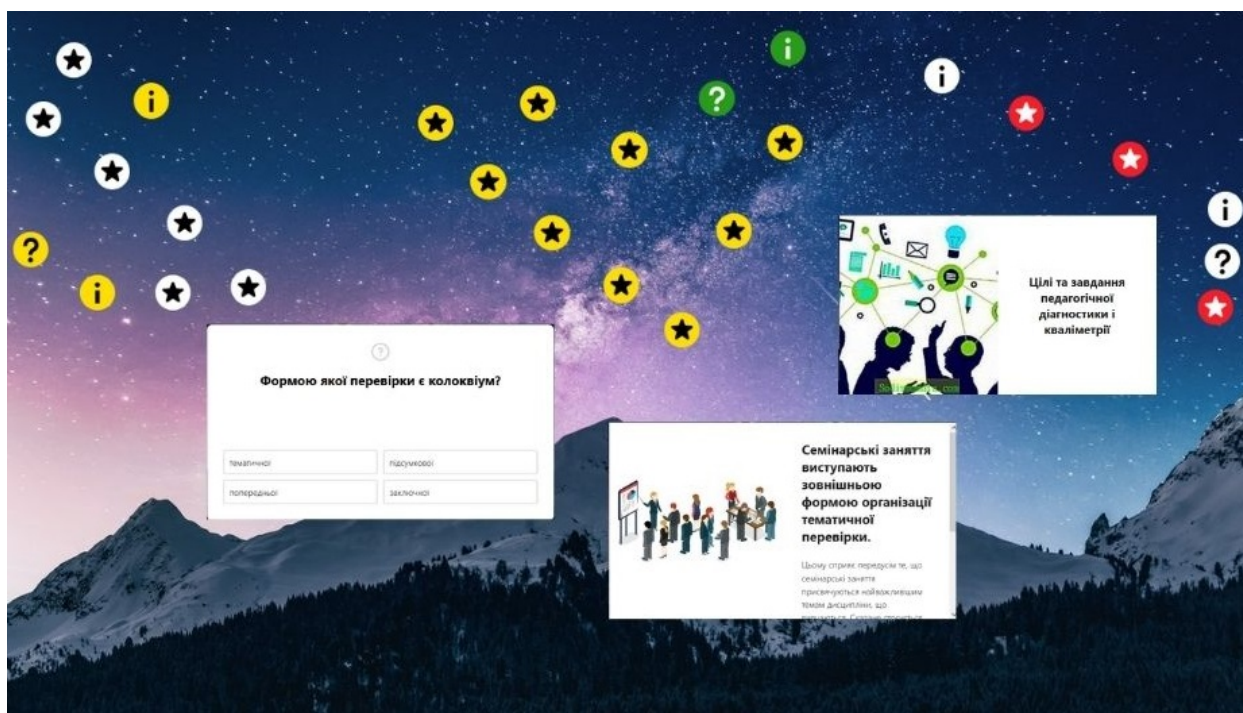 Формою якої перевірки є колоквіум?
тематичної
підсумкової
попередньої
заключної
Цілі та завдання
педагогічної
діагностики і
кваліметрії
Семінарські заняття
виступають
зовнішньою
формою організації
тематичної
перевірки.
Цьому сприяє передусім те, що
семінарські заняття
присвячуються найважливішим
темам дисципліни, що